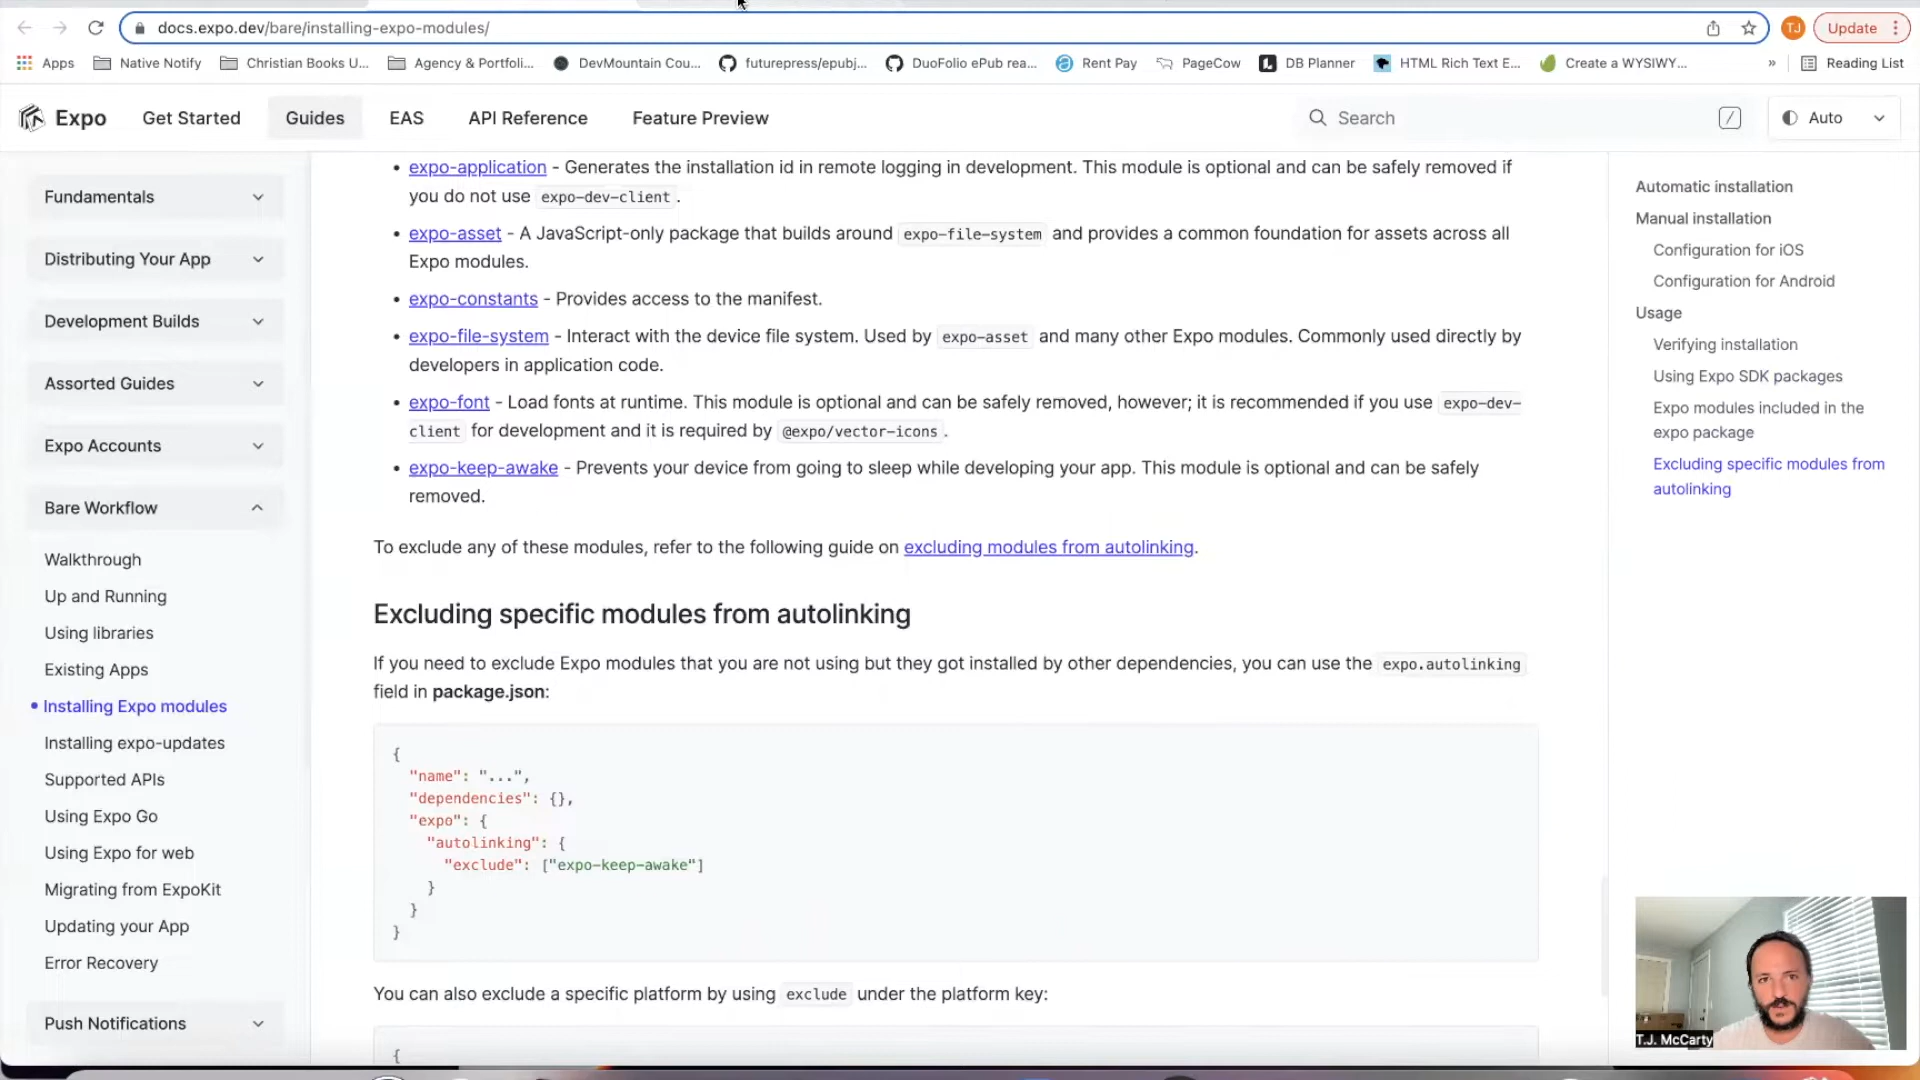 docs.expo.dev/bare/installing-expo-modules/
TJ
Update
Apps
Native Notify
Christian Books U...
Agency & Portfoli...
DevMountain Cou...
futurepress/epubj...
DuoFolio ePub rea...
Rent Pay
PageCow
DB Planner
HTML Rich Text E...
Create a WYSIWY...
»
Reading List
Expo
Get Started
Guides
EAS
API Reference
Feature Preview
Search
/
Auto
Fundamentals
Distributing Your App
Development Builds
Assorted Guides
Expo Accounts
Bare Workflow
Walkthrough
Up and Running
Using libraries
Existing Apps
• Installing Expo modules
Installing expo-updates
Supported APIs
Using Expo Go
Using Expo for web
Migrating from ExpoKit
Updating your App
Error Recovery
Push Notifications
• expo-application - Generates the installation id in remote logging in development. This module is optional and can be safely removed if
you do not use expo-dev-client.
• expo-asset - A JavaScript-only package that builds around expo-file-system and provides a common foundation for assets across all
Expo modules.
• expo-constants - Provides access to the manifest.
• expo-file-system - Interact with the device file system. Used by expo-asset and many other Expo modules. Commonly used directly by
developers in application code.
• expo-font - Load fonts at runtime. This module is optional and can be safely removed, however; it is recommended if you use expo-dev-
client for development and it is required by @expo/vector-icons.
• expo-keep-awake - Prevents your device from going to sleep while developing your app. This module is optional and can be safely
removed.
To exclude any of these modules, refer to the following guide on excluding modules from autolinking.
Excluding specific modules from autolinking
If you need to exclude Expo modules that you are not using but they got installed by other dependencies, you can use the expo.autolinking
field in package.json:
{
"name": "...",
"dependencies": {},
"expo": {
"autolinking": {
"exclude": ["expo-keep-awake"]
}
}
}
You can also exclude a specific platform by using exclude under the platform key:
{
Automatic installation
Manual installation
Configuration for iOS
Configuration for Android
Usage
Verifying installation
Using Expo SDK packages
Expo modules included in the
expo package
Excluding specific modules from
autolinking
T.J. McCarty